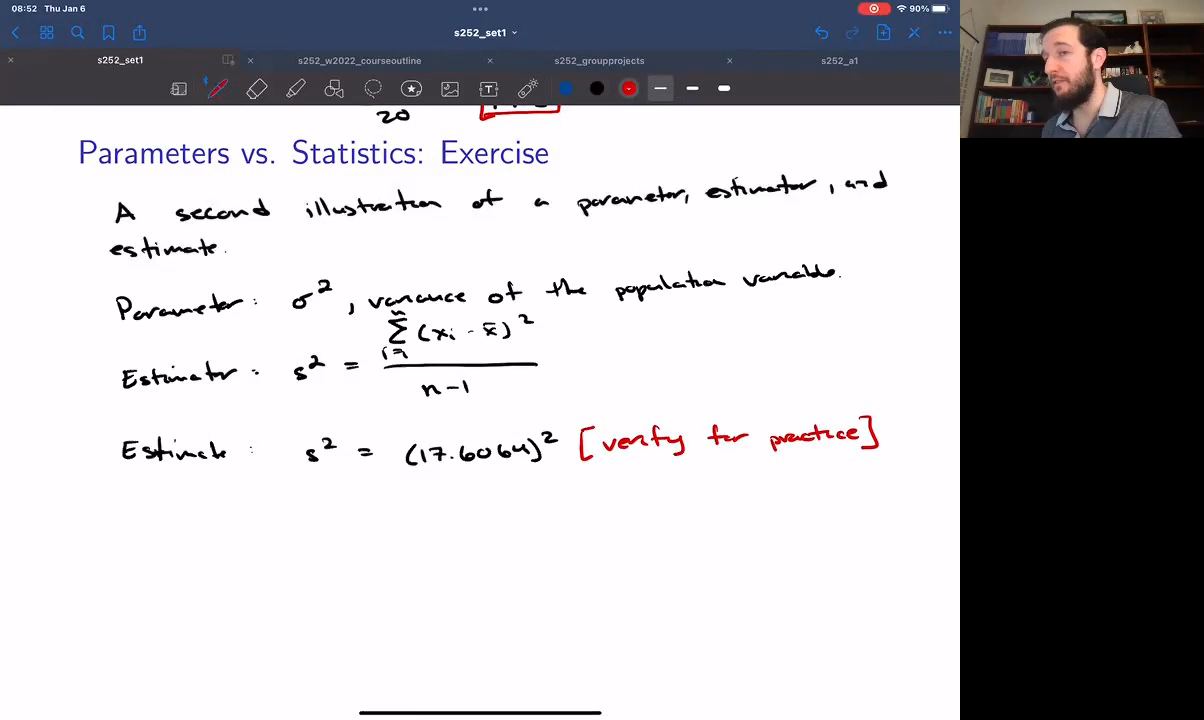 08:52 Thu Jan 6
90%
s252_set1
s252_set1
s252_w2022_courseoutline
s252_groupprojects
s252_a1
20
Parameters vs. Statistics: Exercise
A second illustration of a parameter, estimator, and
estimate.
Parameter: σ², variance of the population variable.
Estimator: s² = n ∑ i=1 (xi - x̄)² / n-1
Estimate: s² = (17.6064)² [verify for practice]